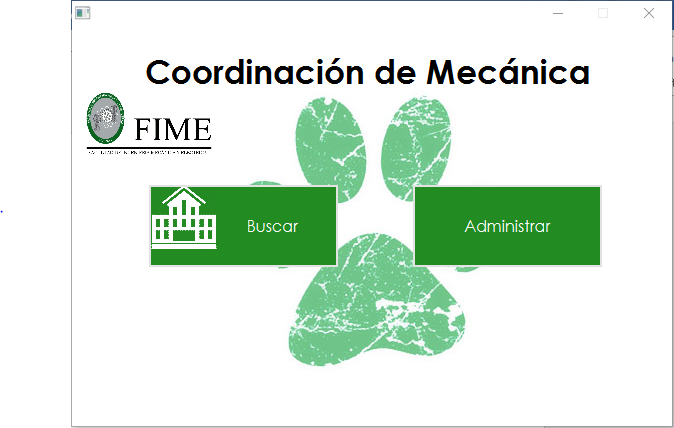 Coordinación de Mecánica
FIME
Buscar
Administrar